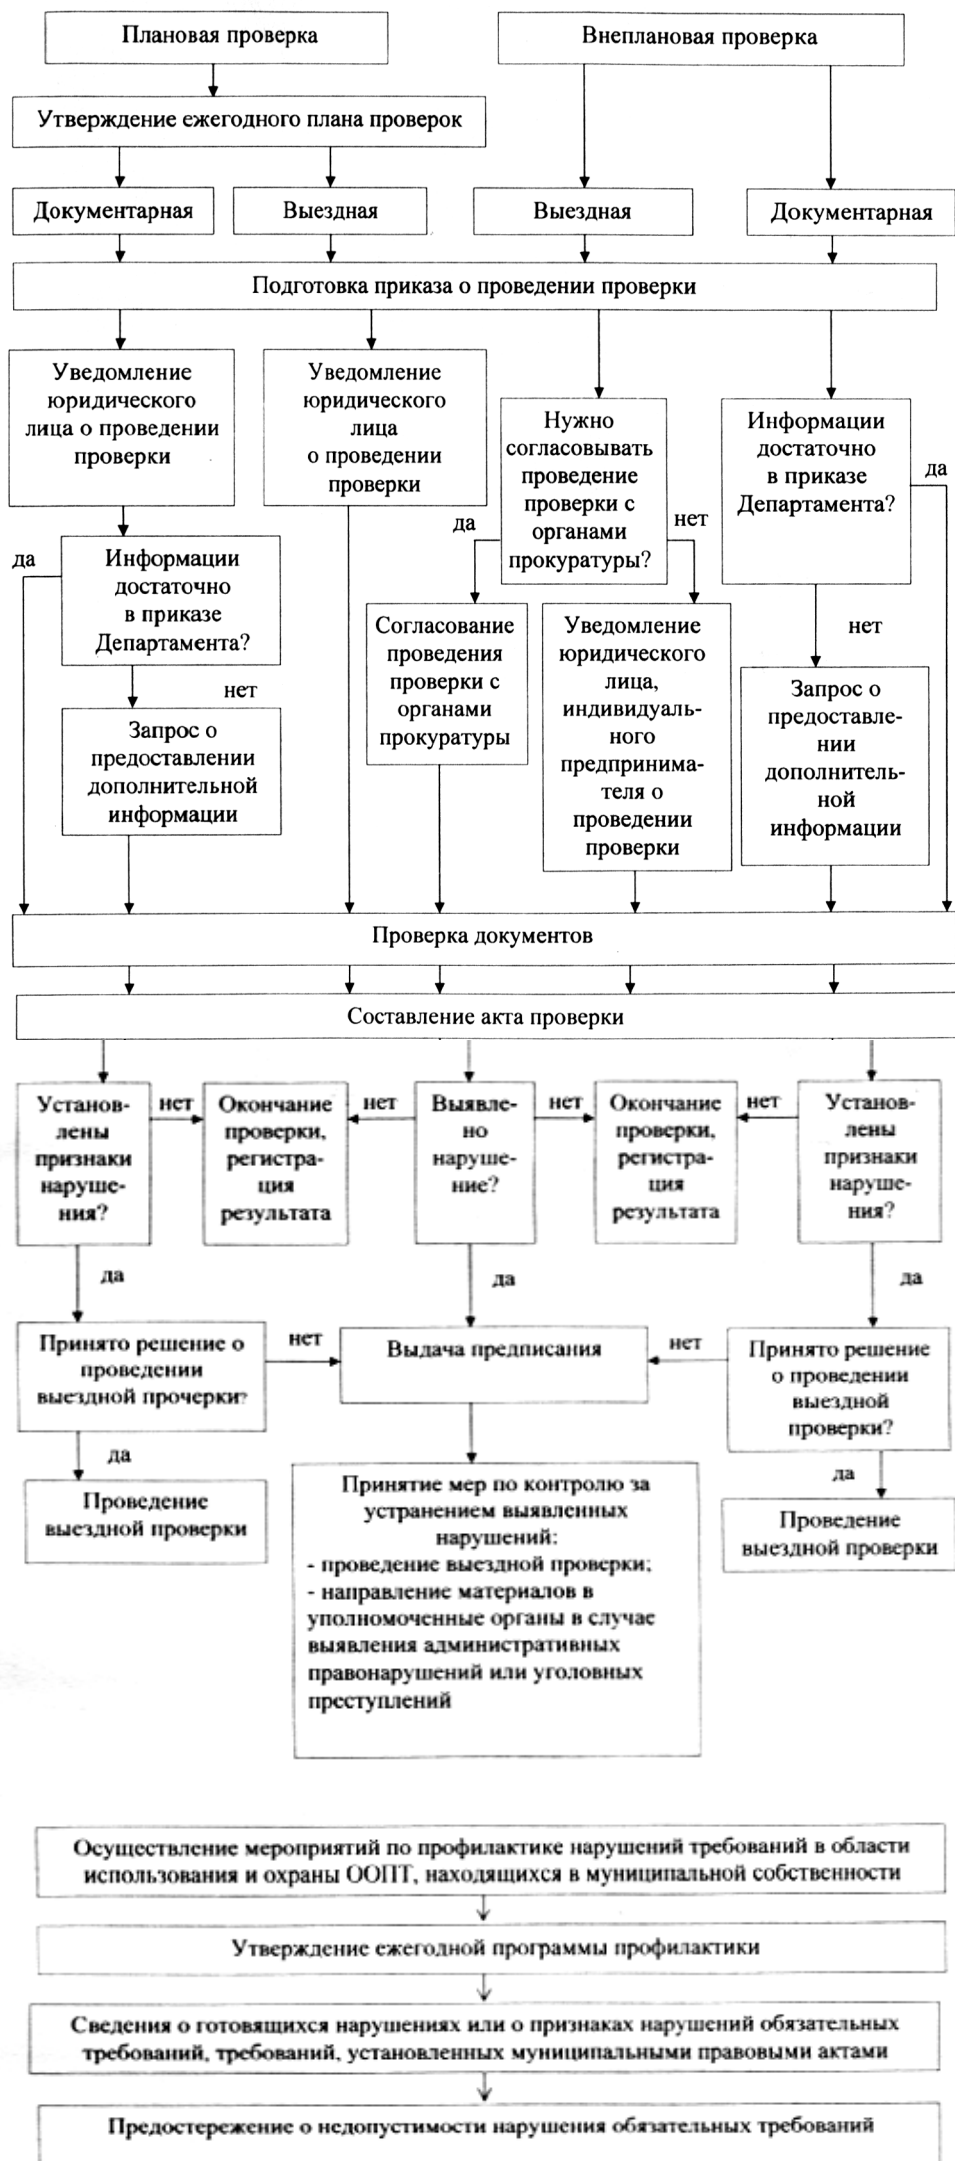 Плановая проверка
Внеплановая проверка
Утверждение ежегодного плана проверок
Документарная
Выездная
Выездная
Документарная
Подготовка приказа о проведении проверки
Уведомление
юридического
лица о проведении
проверки
Уведомление
юридического
лица
о проведении
проверки
Нужно
согласовывать
проведение
проверки с
органами
прокуратуры?
Информации
достаточно
в приказе
Департамента?
да
да
нет
да
Информации
достаточно
в приказе
Департамента?
нет
Согласование
проведения
проверки с
органами
прокуратуры
Уведомление
юридического
лица,
индивидуаль-
ного
предпринима-
теля о
проведении
проверки
нет
Запрос о
предоставлении
дополнительной
информации
Запрос о
предоставле-
нии
дополнитель-
ной
информации
Проверка документов
Составление акта проверки
Установ-
лены
признаки
наруше-
ния?
нет
Окончание
проверки,
регистра-
ция
результата
нет
Выявле-
но
наруше-
ние?
нет
Окончание
проверки,
регистра-
ция
результата
нет
Установ-
лены
признаки
наруше-
ния?
да
да
да
Принято решение о
проведении
выездной прочерки?
нет
Выдача предписания
нет
Принято решение
о проведении
выездной
проверки?
да
да
Проведение
выездной проверки
Принятие мер по контролю за
устранением выявленных
нарушений:
- проведение выездной проверки;
- направление материалов в
уполномоченные органы в случае
выявления административных
правонарушений или уголовных
преступлений
Проведение
выездной проверки
Осуществление мероприятий по профилактике нарушений требований в области
использования и охраны ООПТ, находящихся в муниципальной собственности
Утверждение ежегодной программы профилактики
Сведения о готовящихся нарушениях или о признаках нарушений обязательных
требований, требований, установленных муниципальными правовыми актами
Предостережение о недопустимости нарушения обязательных требований